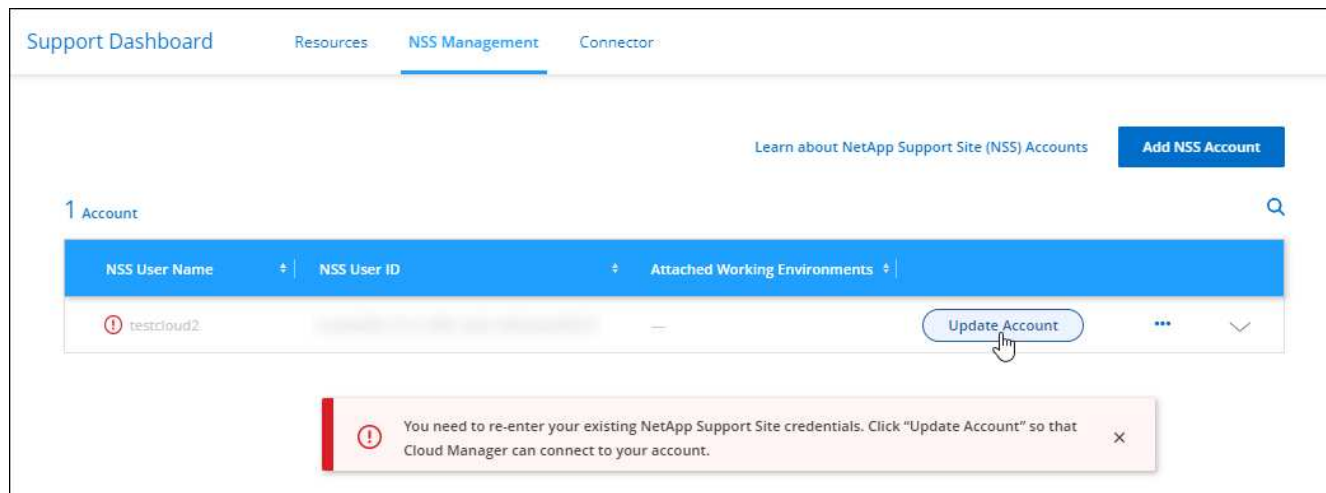 Support Dashboard Resources NSS Management Connector
Learn about NetApp Support Site (NSS) Accounts Add NSS Account
1 Account
NSS User Name NSS User ID Attached Working Environments
testcloud2 — Update Account
You need to re-enter your existing NetApp Support Site credentials. Click “Update Account” so that
Cloud Manager can connect to your account.